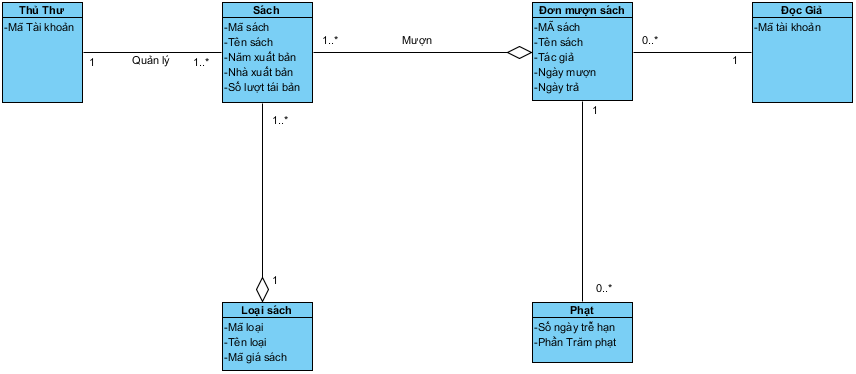 Thủ Thư
-Mã Tài khoản
Sách
-Mã sách
-Tên sách
-Năm xuất bản
-Nhà xuất bản
-Số lượt tái bản
Đơn mượn sách
-MÃ sách
-Tên sách
-Tác giả
-Ngày mượn
-Ngày trả
Đọc Giả
-Mã tài khoản
1
Quản lý
1..*
1..*
Mượn
0..*
1
1..*
1
1
0..*
Loại sách
-Mã loại
-Tên loại
-Mã giá sách
Phạt
-Số ngày trễ hạn
-Phần Trăm phạt